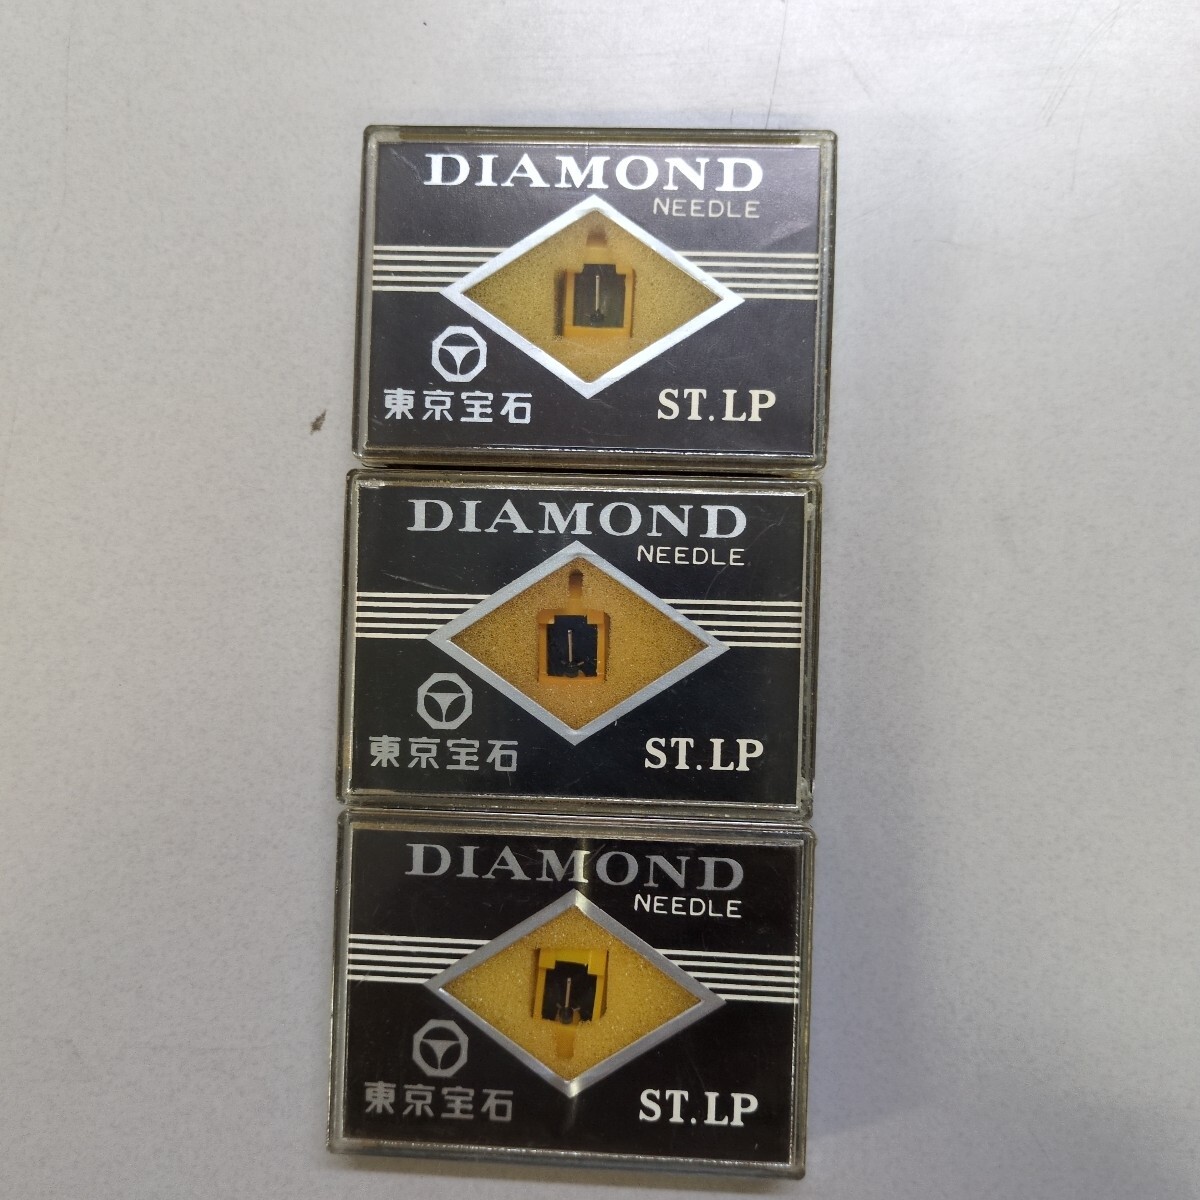 DIAMOND
NEEDLE
東京宝石
ST.LP
DIAMOND
NEEDLE
東京宝石
ST.LP
DIAMOND
NEEDLE
東京宝石
ST.LP